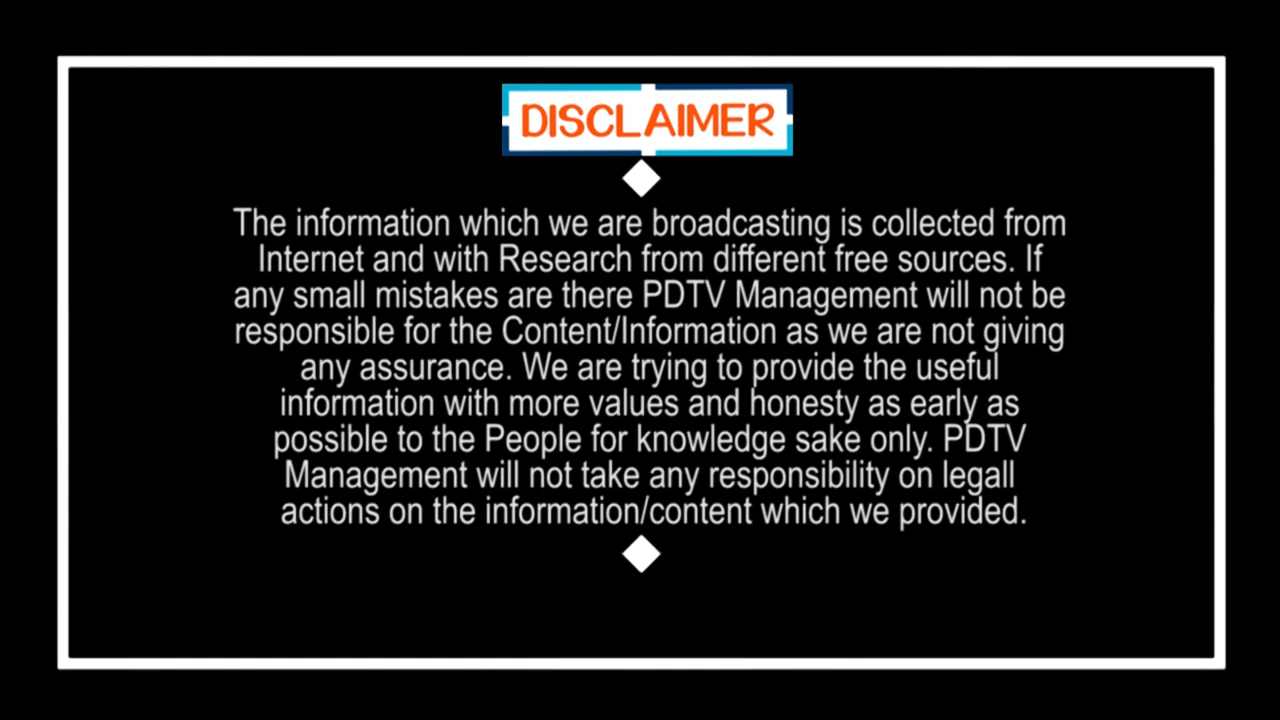 DISCLAIMER
The information which we are broadcasting is collected from
Internet and with Research from different free sources. If
any small mistakes are there PDTV Management will not be
responsible for the Content/Information as we are not giving
any assurance. We are trying to provide the useful
information with more values and honesty as early as
possible to the People for knowledge sake only. PDTV
Management will not take any responsibility on legall
actions on the information/content which we provided.